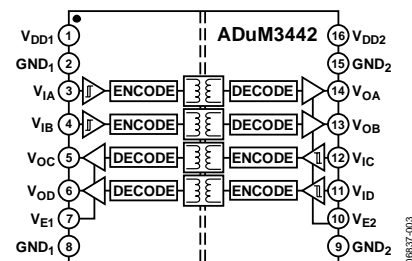 ADuM3442
VDD1 1 16 VDD2
GND1 2 15 GND2
VIA 3 ENCODE DECODE 14 VOA
VIB 4 ENCODE DECODE 13 VOB
VOC 5 DECODE ENCODE 12 VIC
VOD 6 DECODE ENCODE 11 VID
VE1 7 10 VE2
GND1 8 9 GND2
06837-003